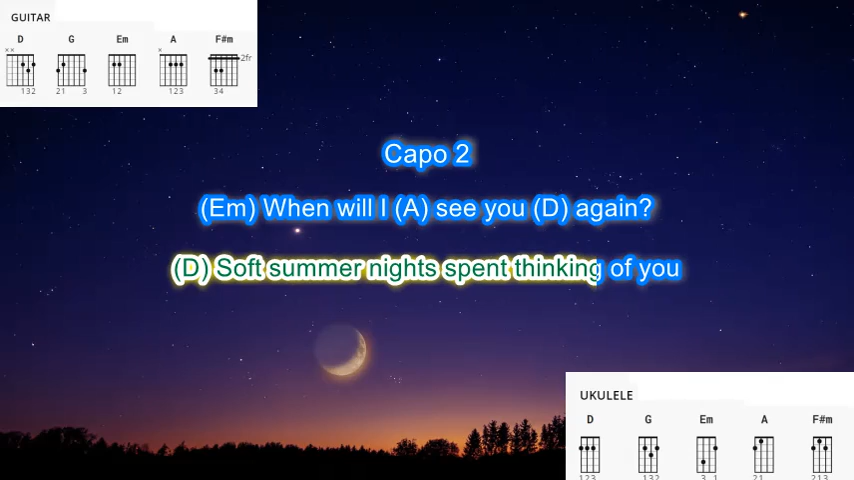 GUITAR
D G Em A F#m
xx x
2fr
132 21 3 12 123 34
Capo 2
(Em) When will I (A) see you (D) again?
(D) Soft summer nights spent thinking of you
UKULELE
D G Em A F#m
123 132 3 1 21 213